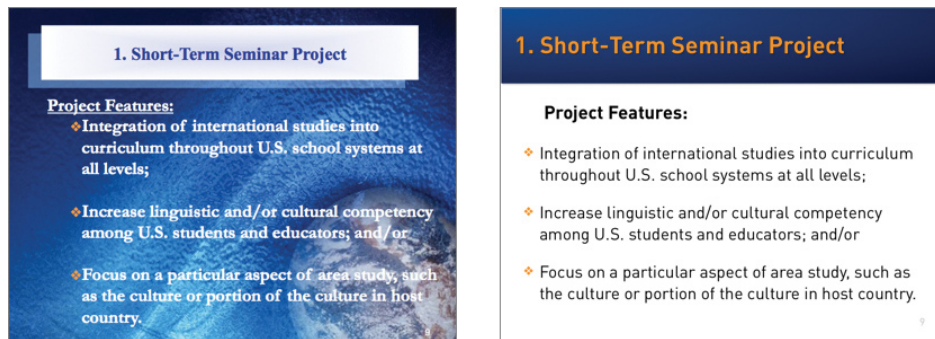 1. Short-Term Seminar Project
Project Features:
❖Integration of international studies into
curriculum throughout U.S. school systems at
all levels;
❖Increase linguistic and/or cultural competency
among U.S. students and educators; and/or
❖Focus on a particular aspect of area study, such
as the culture or portion of the culture in host
country.
9
1. Short-Term Seminar Project
Project Features:
❖ Integration of international studies into curriculum
throughout U.S. school systems at all levels;
❖ Increase linguistic and/or cultural competency
among U.S. students and educators; and/or
❖ Focus on a particular aspect of area study, such as
the culture or portion of the culture in host country.
9